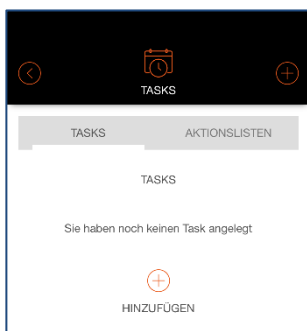 TASKS
TASKS AKTIONSLISTEN
TASKS
Sie haben noch keinen Task angelegt
HINZUFÜGEN